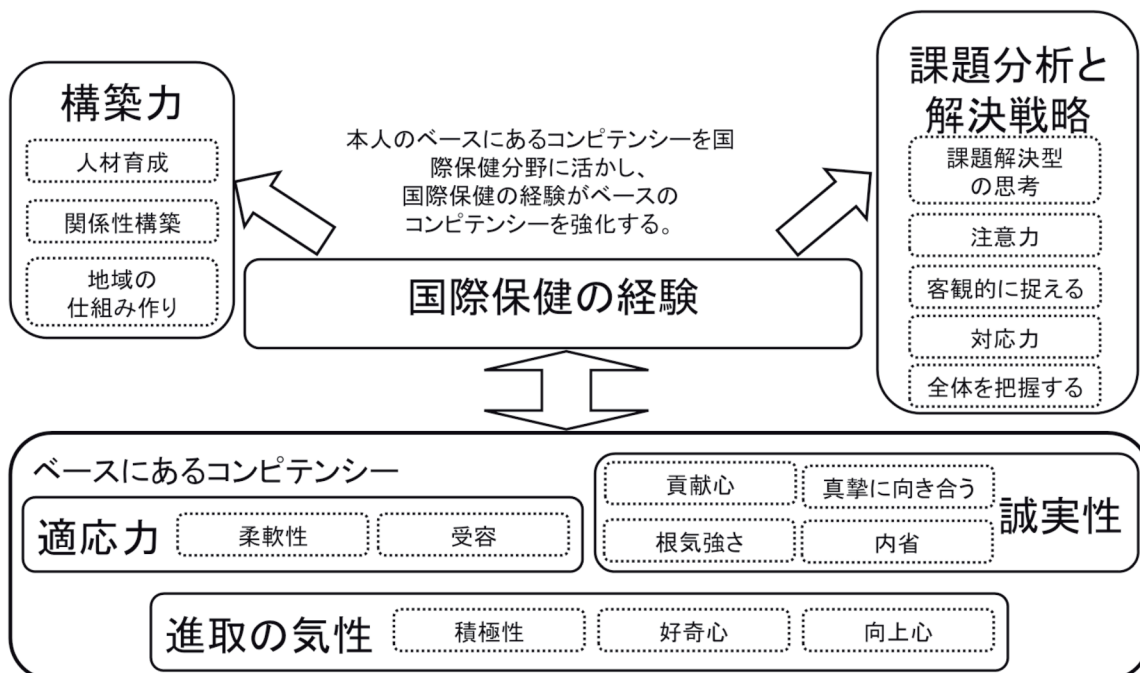 構築力
人材育成
関係性構築
地域の
仕組み作り
本人のベースにあるコンピテンシーを国
際保健分野に活かし、
国際保健の経験がベースの
コンピテンシーを強化する。
課題分析と
解決戦略
課題解決型
の思考
注意力
客観的に捉える
対応力
全体を把握する
国際保健の経験
ベースにあるコンピテンシー
適応力
柔軟性
受容
貢献心
真摯に向き合う
根気強さ
内省
誠実性
進取の気性
積極性
好奇心
向上心